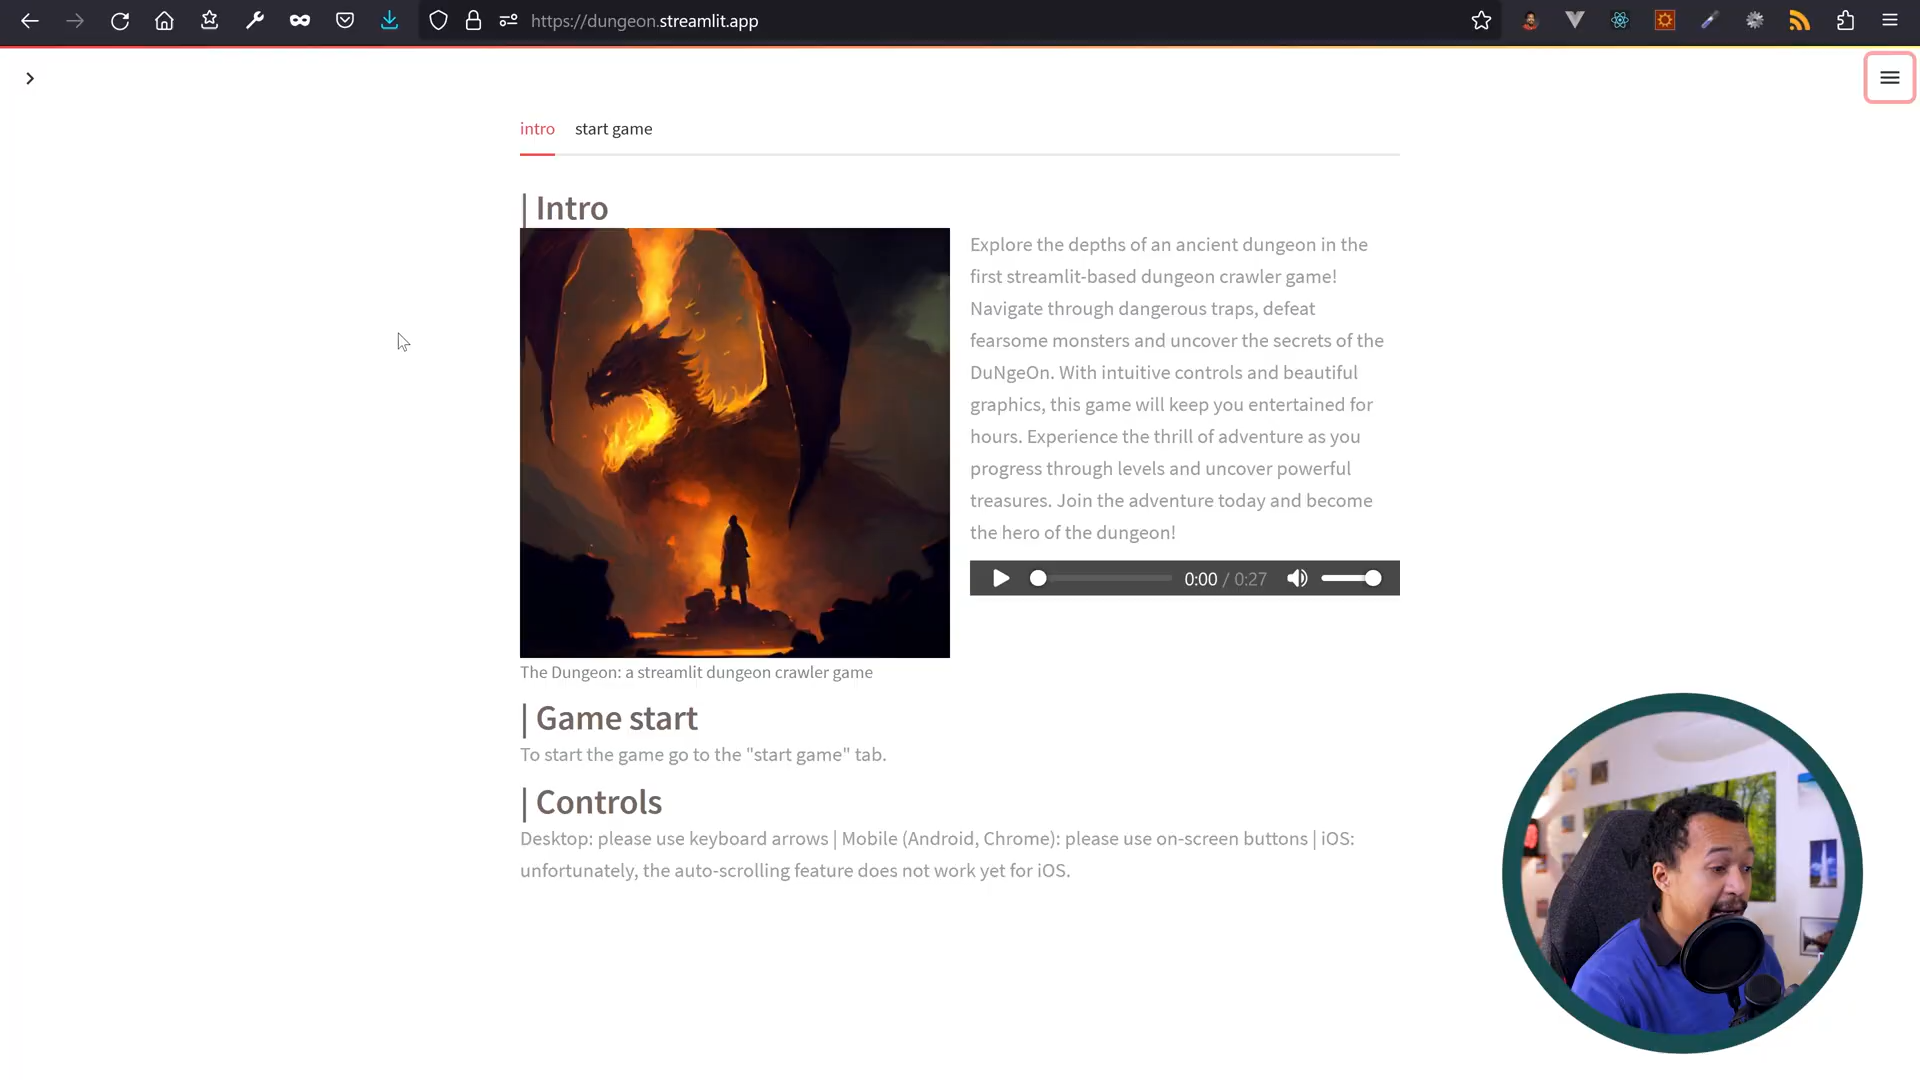 https://dungeon.streamlit.app
intro
start game
| Intro
Explore the depths of an ancient dungeon in the
first streamlit-based dungeon crawler game!
Navigate through dangerous traps, defeat
fearsome monsters and uncover the secrets of the
DuNgeOn. With intuitive controls and beautiful
graphics, this game will keep you entertained for
hours. Experience the thrill of adventure as you
progress through levels and uncover powerful
treasures. Join the adventure today and become
the hero of the dungeon!
0:00 / 0:27
The Dungeon: a streamlit dungeon crawler game
| Game start
To start the game go to the "start game" tab.
| Controls
Desktop: please use keyboard arrows | Mobile (Android, Chrome): please use on-screen buttons | iOS:
unfortunately, the auto-scrolling feature does not work yet for iOS.